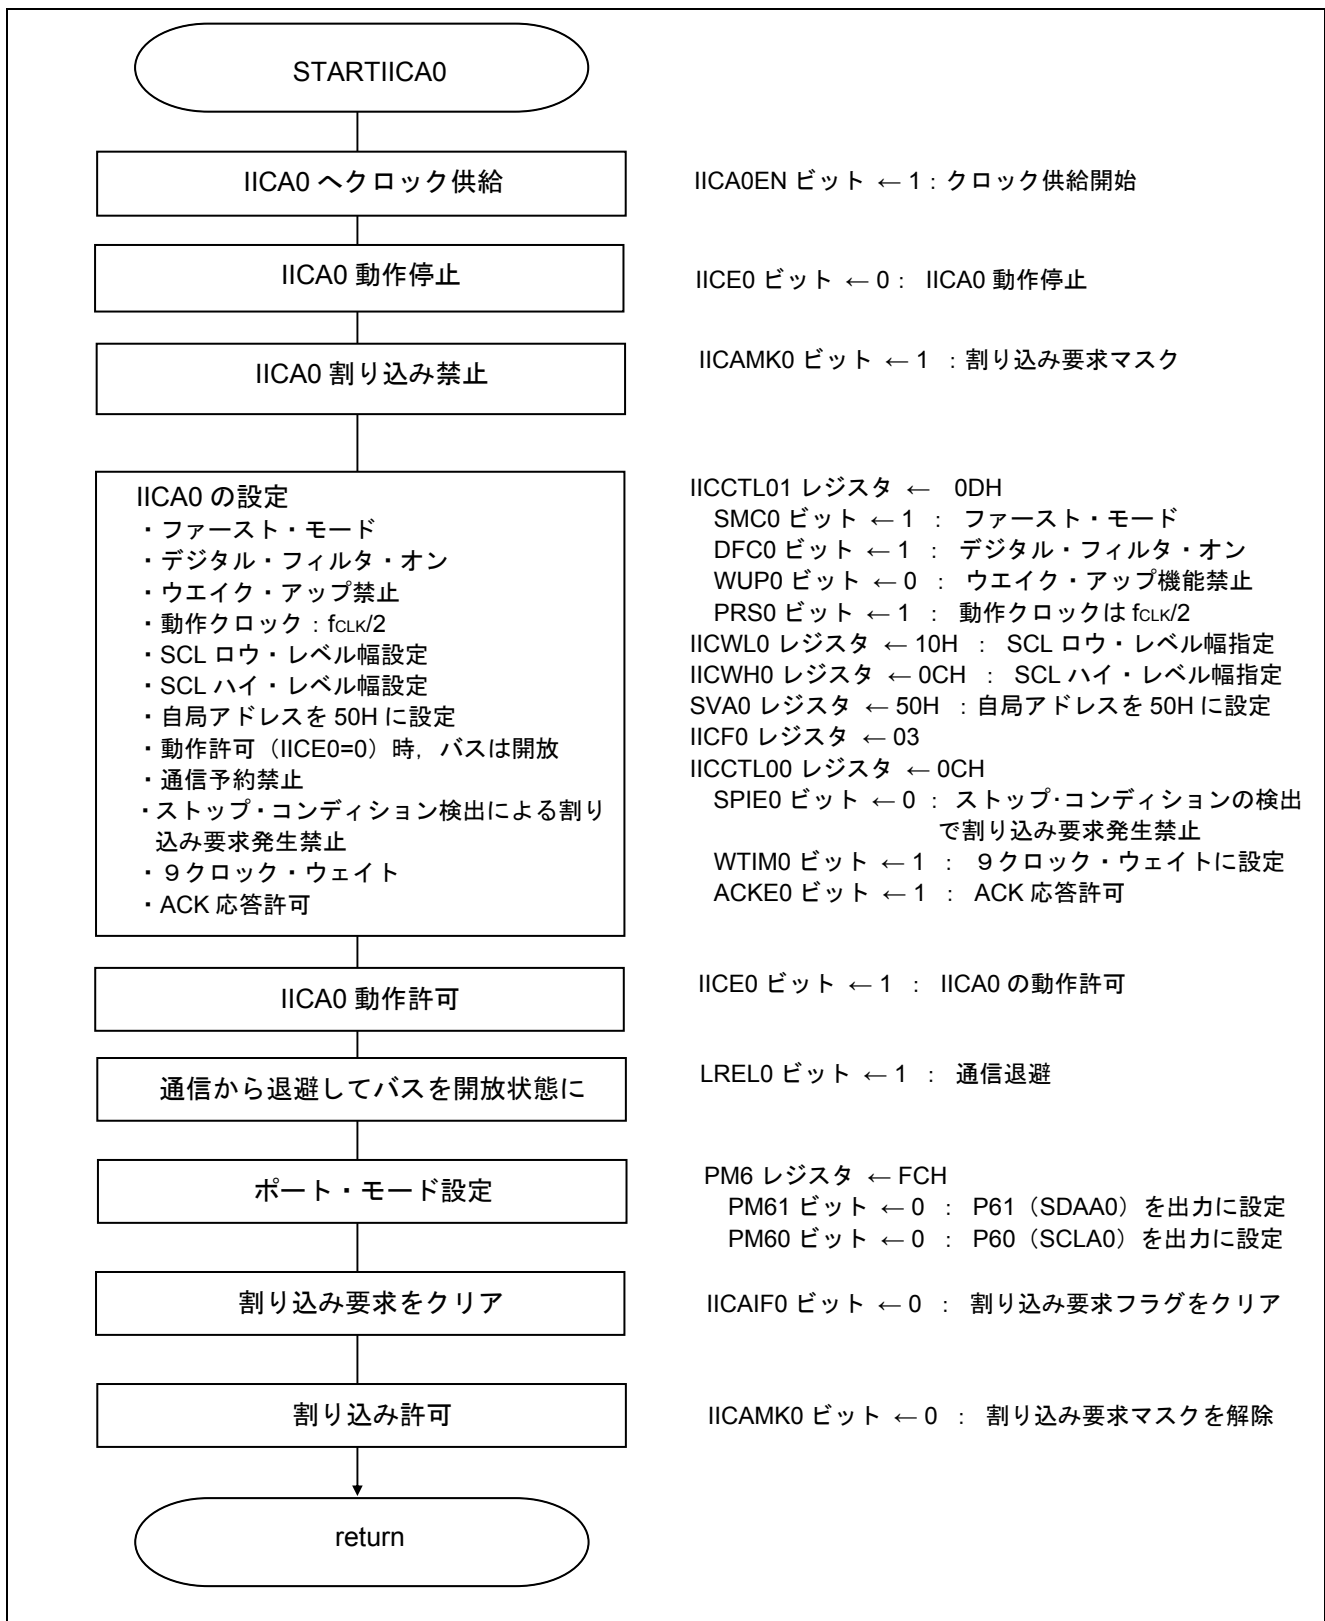 STARTIICA0
IICA0 へクロック供給
IICA0EN ビット ← 1：クロック供給開始
IICA0 動作停止
IICE0 ビット ← 0： IICA0 動作停止
IICA0 割り込み禁止
IICAMK0 ビット ← 1 ：割り込み要求マスク
IICA0 の設定
・ファースト・モード
・デジタル・フィルタ・オン
・ウエイク・アップ禁止
・動作クロック：fCLK/2
・SCL ロウ・レベル幅設定
・SCL ハイ・レベル幅設定
・自局アドレスを 50H に設定
・動作許可（IICE0=0）時，バスは開放
・通信予約禁止
・ストップ・コンディション検出による割り
込み要求発生禁止
・９クロック・ウェイト
・ACK 応答許可
IICCTL01 レジスタ ← 0DH
SMC0 ビット ← 1 ： ファースト・モード
DFC0 ビット ← 1 ： デジタル・フィルタ・オン
WUP0 ビット ← 0 ： ウエイク・アップ機能禁止
PRS0 ビット ← 1 ： 動作クロックは fCLK/2
IICWL0 レジスタ ← 10H ： SCL ロウ・レベル幅指定
IICWH0 レジスタ ← 0CH ： SCL ハイ・レベル幅指定
SVA0 レジスタ ← 50H ：自局アドレスを 50H に設定
IICF0 レジスタ ← 03
IICCTL00 レジスタ ← 0CH
SPIE0 ビット ← 0 ： ストップ･コンディションの検出
で割り込み要求発生禁止
WTIM0 ビット ← 1 ： ９クロック・ウェイトに設定
ACKE0 ビット ← 1 ： ACK 応答許可
IICA0 動作許可
IICE0 ビット ← 1 ： IICA0 の動作許可
通信から退避してバスを開放状態に
LREL0 ビット ← 1 ： 通信退避
ポート・モード設定
PM6 レジスタ ← FCH
PM61 ビット ← 0 ： P61（SDAA0）を出力に設定
PM60 ビット ← 0 ： P60（SCLA0）を出力に設定
割り込み要求をクリア
IICAIF0 ビット ← 0 ： 割り込み要求フラグをクリア
割り込み許可
IICAMK0 ビット ← 0 ： 割り込み要求マスクを解除
return